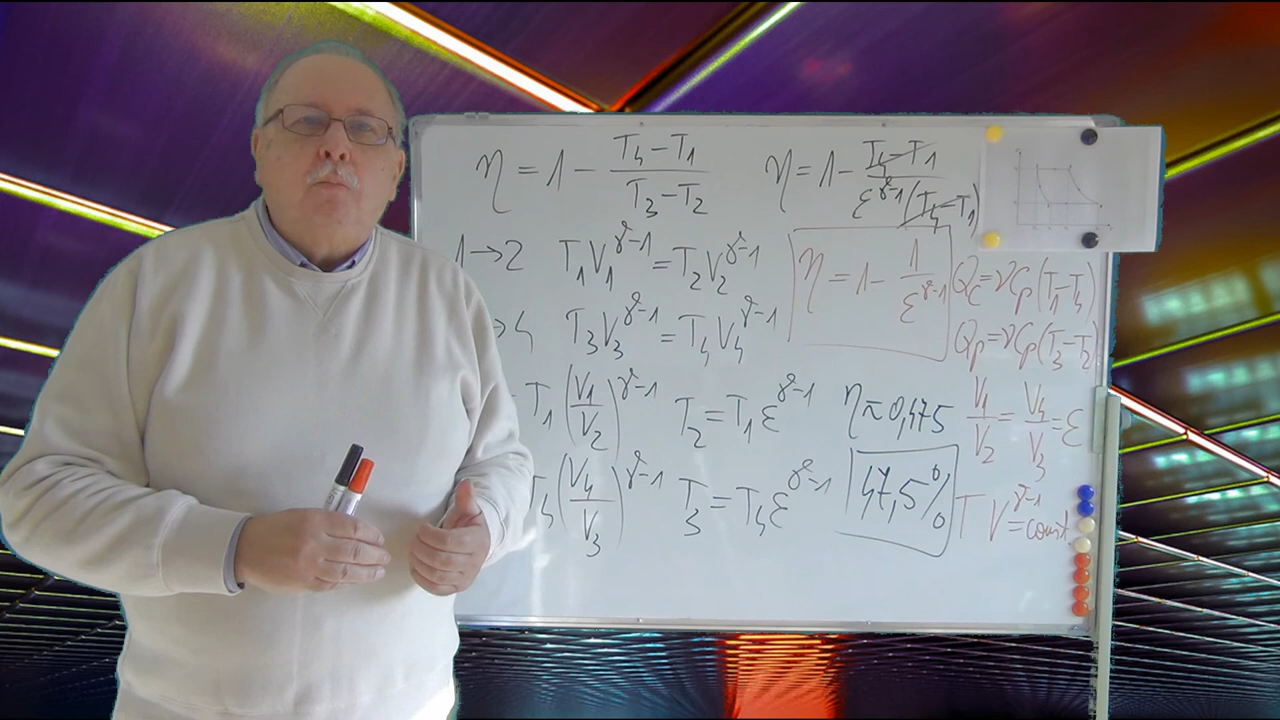 η = 1 - (T₄ - T₁)/(T₃ - T₂)
η = 1 - (T₄ - T₁)/(ε^(γ-1)(T₄ - T₁))
1→2 T₁V₁^(γ-1) = T₂V₂^(γ-1)
η = 1 - 1/ε^(γ-1)
Q_c = νC_p(T₁-T₄)
→4 T₃V₃^(γ-1) = T₄V₄^(γ-1)
Q_p = νC_p(T₃-T₂)
T₁(V₁/V₂)^(γ-1) T₂ = T₁ε^(γ-1)
η ≈ 0,475
V₁/V₂ = V₄/V₃ = ε
T₄(V₄/V₃)^(γ-1) T₃ = T₄ε^(γ-1)
47,5%
T V^(γ-1) = const